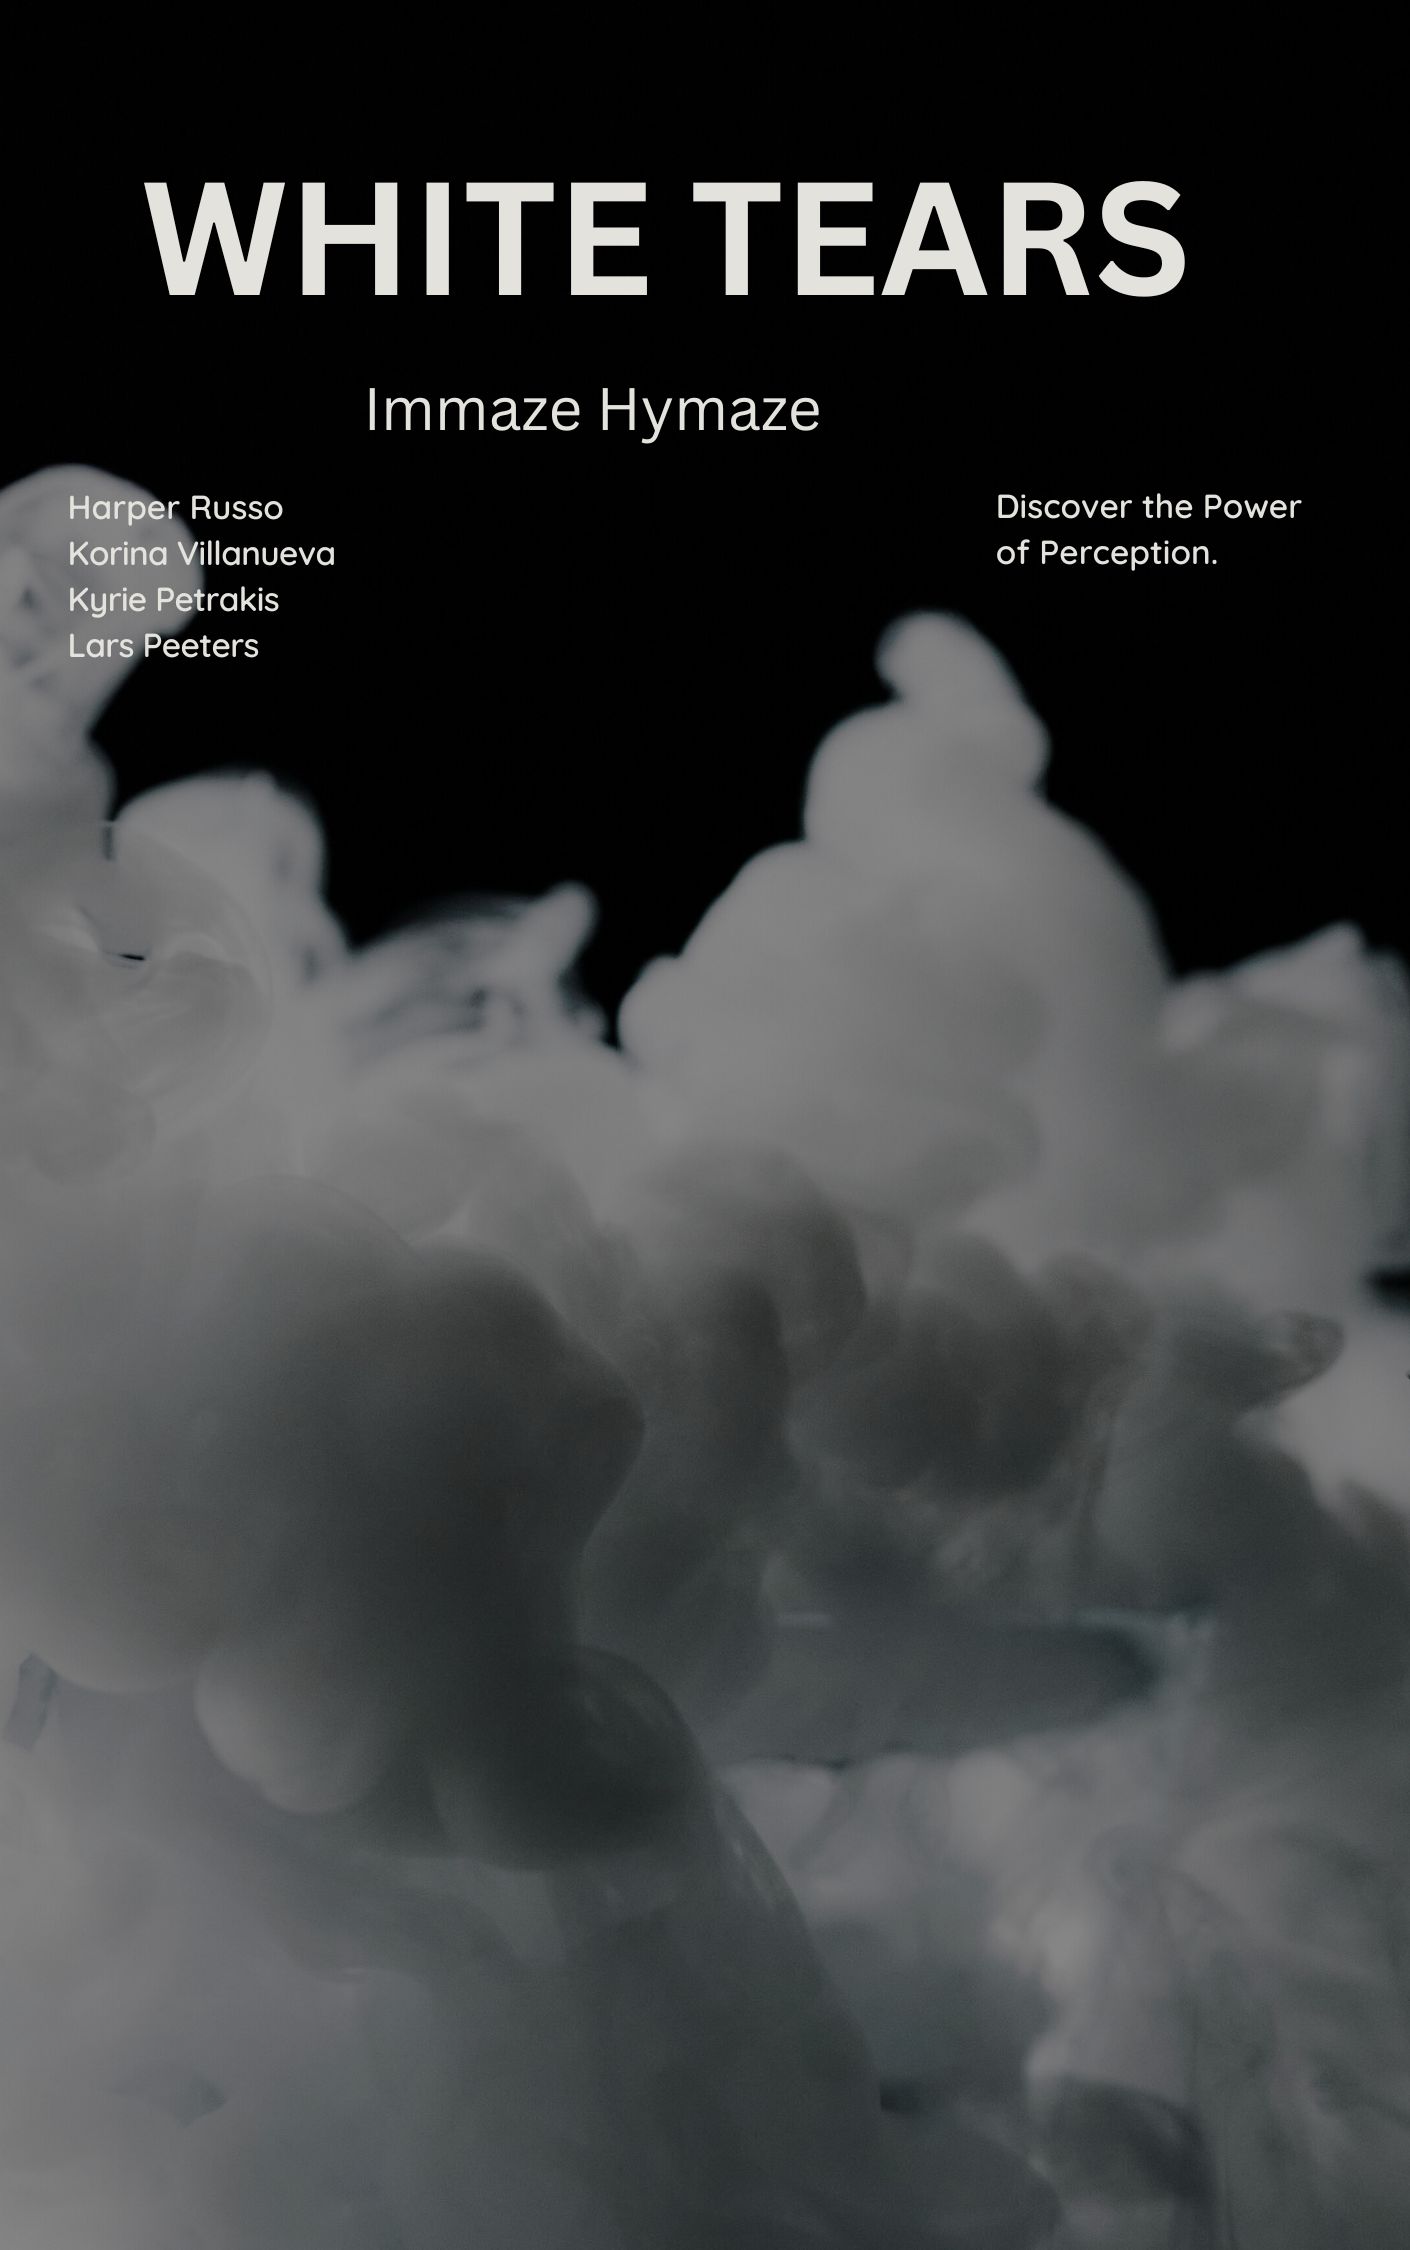 WHITE TEARS
Immaze Hymaze
Harper Russo
Korina Villanueva
Kyrie Petrakis
Lars Peeters
Discover the Power
of Perception.